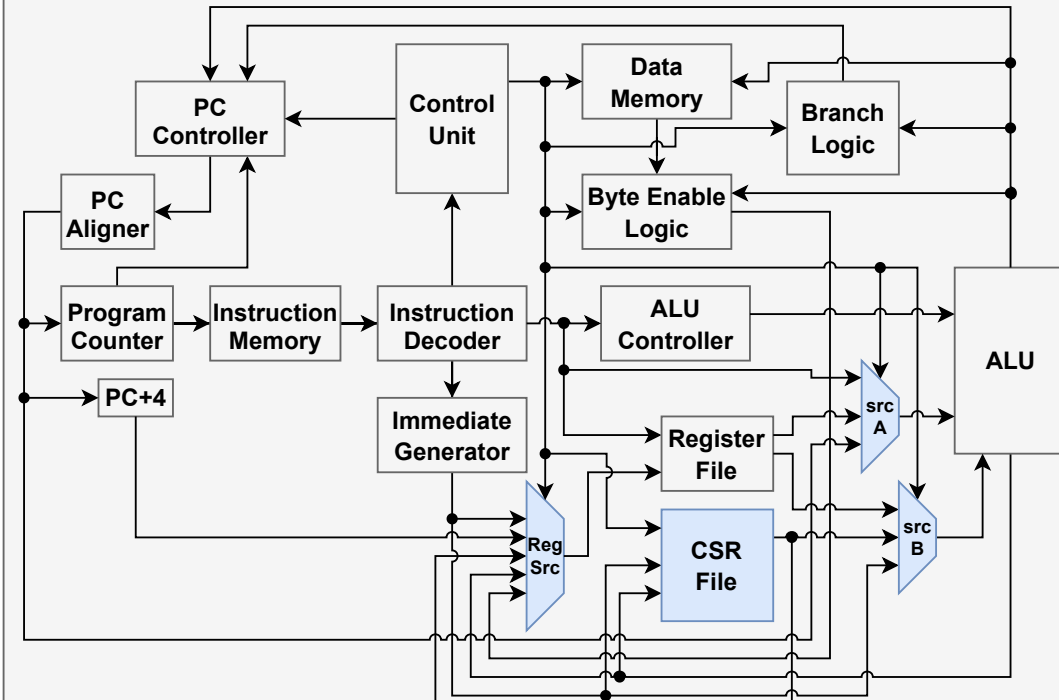 PC
Controller
Control
Unit
Data
Memory
Branch
Logic
PC
Aligner
Byte Enable
Logic
Program
Counter
Instruction
Memory
Instruction
Decoder
ALU
Controller
ALU
PC+4
Immediate
Generator
src
A
Register
File
Reg
Src
CSR
File
src
B